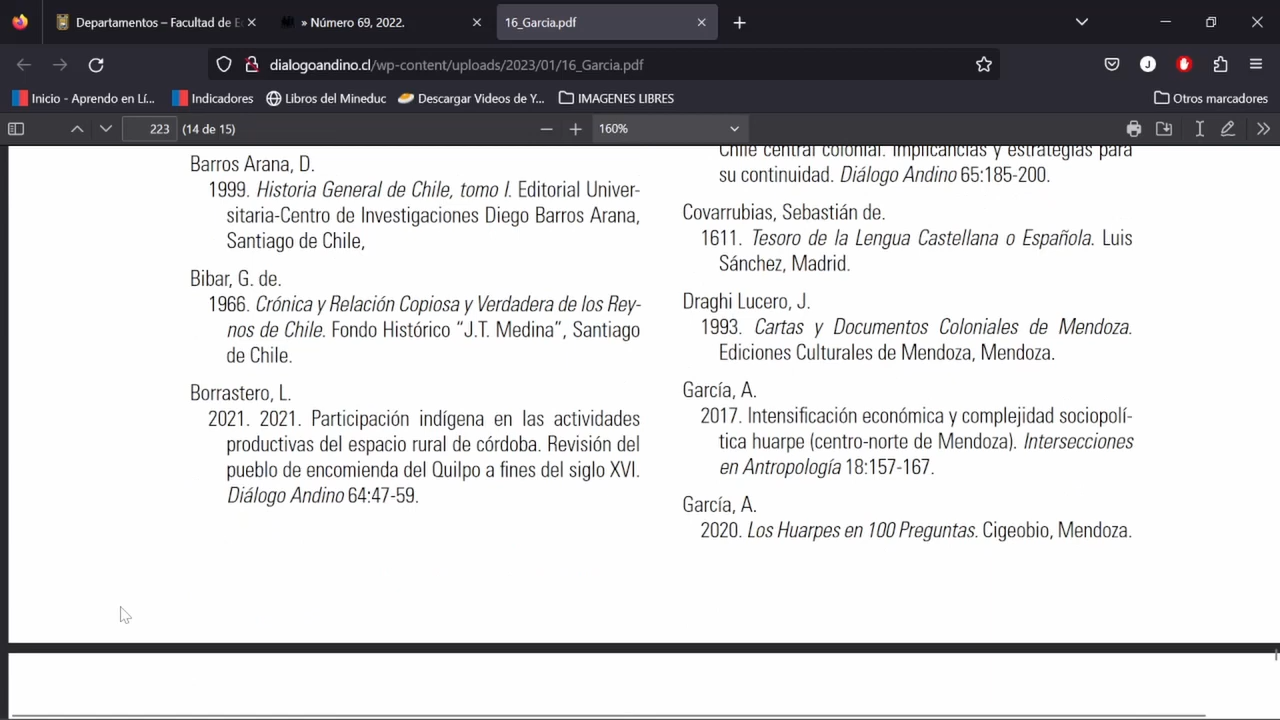 Departamentos – Facultad de E
» Número 69, 2022.
16_Garcia.pdf
dialogoandino.cl/wp-content/uploads/2023/01/16_Garcia.pdf
J
Inicio - Aprendo en Lí...
Indicadores
Libros del Mineduc
Descargar Videos de Y...
IMAGENES LIBRES
Otros marcadores
223
(14 de 15)
160%
Barros Arana, D.
1999. Historia General de Chile, tomo I. Editorial Univer-
sitaria-Centro de Investigaciones Diego Barros Arana,
Santiago de Chile,
Bibar, G. de.
1966. Crónica y Relación Copiosa y Verdadera de los Rey-
nos de Chile. Fondo Histórico “J.T. Medina”, Santiago
de Chile.
Borrastero, L.
2021. 2021. Participación indígena en las actividades
productivas del espacio rural de córdoba. Revisión del
pueblo de encomienda del Quilpo a fines del siglo XVI.
Diálogo Andino 64:47-59.
Chile central colonial. Implicancias y estrategias para
su continuidad. Diálogo Andino 65:185-200.
Covarrubias, Sebastián de.
1611. Tesoro de la Lengua Castellana o Española. Luis
Sánchez, Madrid.
Draghi Lucero, J.
1993. Cartas y Documentos Coloniales de Mendoza.
Ediciones Culturales de Mendoza, Mendoza.
García, A.
2017. Intensificación económica y complejidad sociopolí-
tica huarpe (centro-norte de Mendoza). Intersecciones
en Antropología 18:157-167.
García, A.
2020. Los Huarpes en 100 Preguntas. Cigeobio, Mendoza.